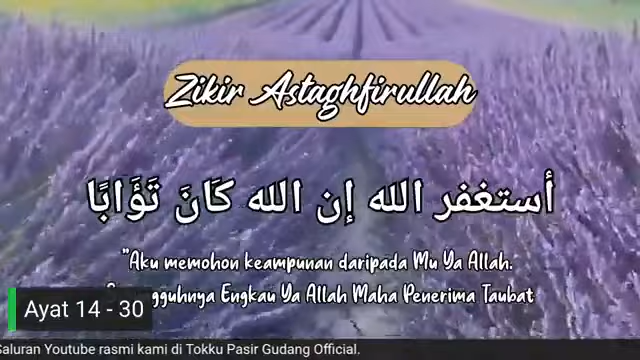 Zikir Astaghfirullah
أستغفر الله إن الله كَانَ تَؤَابًا
"Aku memohon keampunan daripada Mu Ya Allah.
Engkau Ya Allah Maha Penerima Taubat
Ayat 14 - 30
Saluran Youtube rasmi kami di Tokku Pasir Gudang Official.